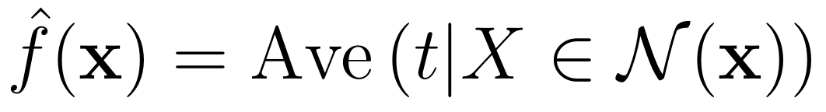 f̂(𝐱) = Ave (t|X ∈ 𝒩(𝐱))